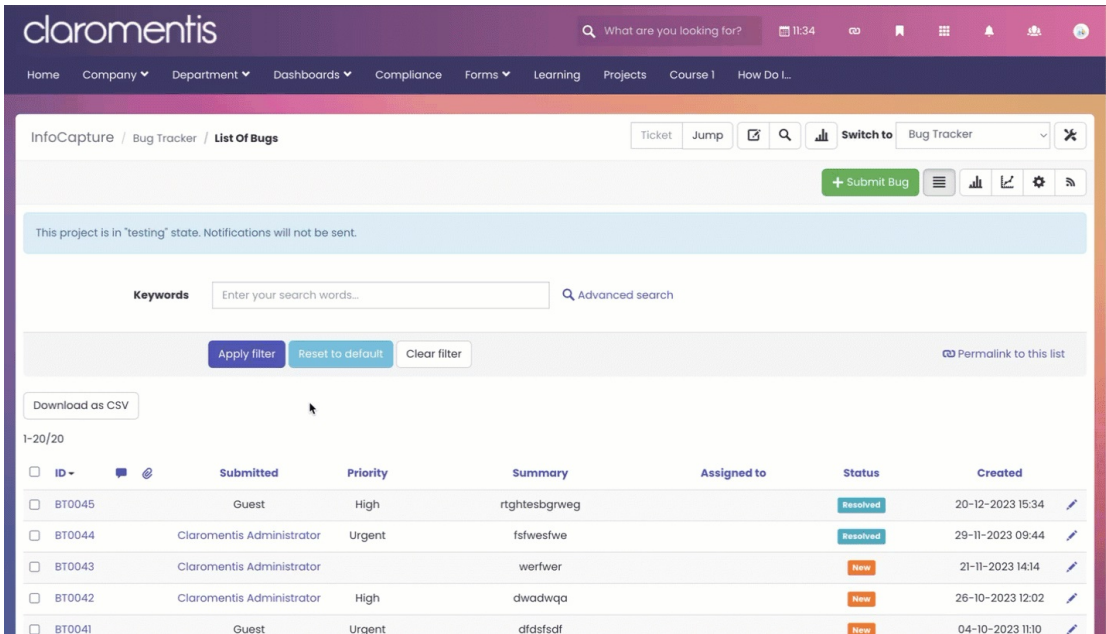 claromentis
What are you looking for?
11:34
Home Company Department Dashboards Compliance Forms Learning Projects Course 1 How Do I...
InfoCapture / Bug Tracker / List Of Bugs
Ticket Jump Switch to Bug Tracker
+ Submit Bug
This project is in "testing" state. Notifications will not be sent.
Keywords Enter your search words... Advanced search
Apply filter Reset to default Clear filter Permalink to this list
Download as CSV
1-20/20
ID Submitted Priority Summary Assigned to Status Created
BT0045 Guest High rtghtesbgrweg Resolved 20-12-2023 15:34
BT0044 Claromentis Administrator Urgent fsfwesfwe Resolved 29-11-2023 09:44
BT0043 Claromentis Administrator werfwer New 21-11-2023 14:14
BT0042 Claromentis Administrator High dwadwqa New 26-10-2023 12:02
BT0041 Guest Urgent dfdsfsdf New 04-10-2023 11:10